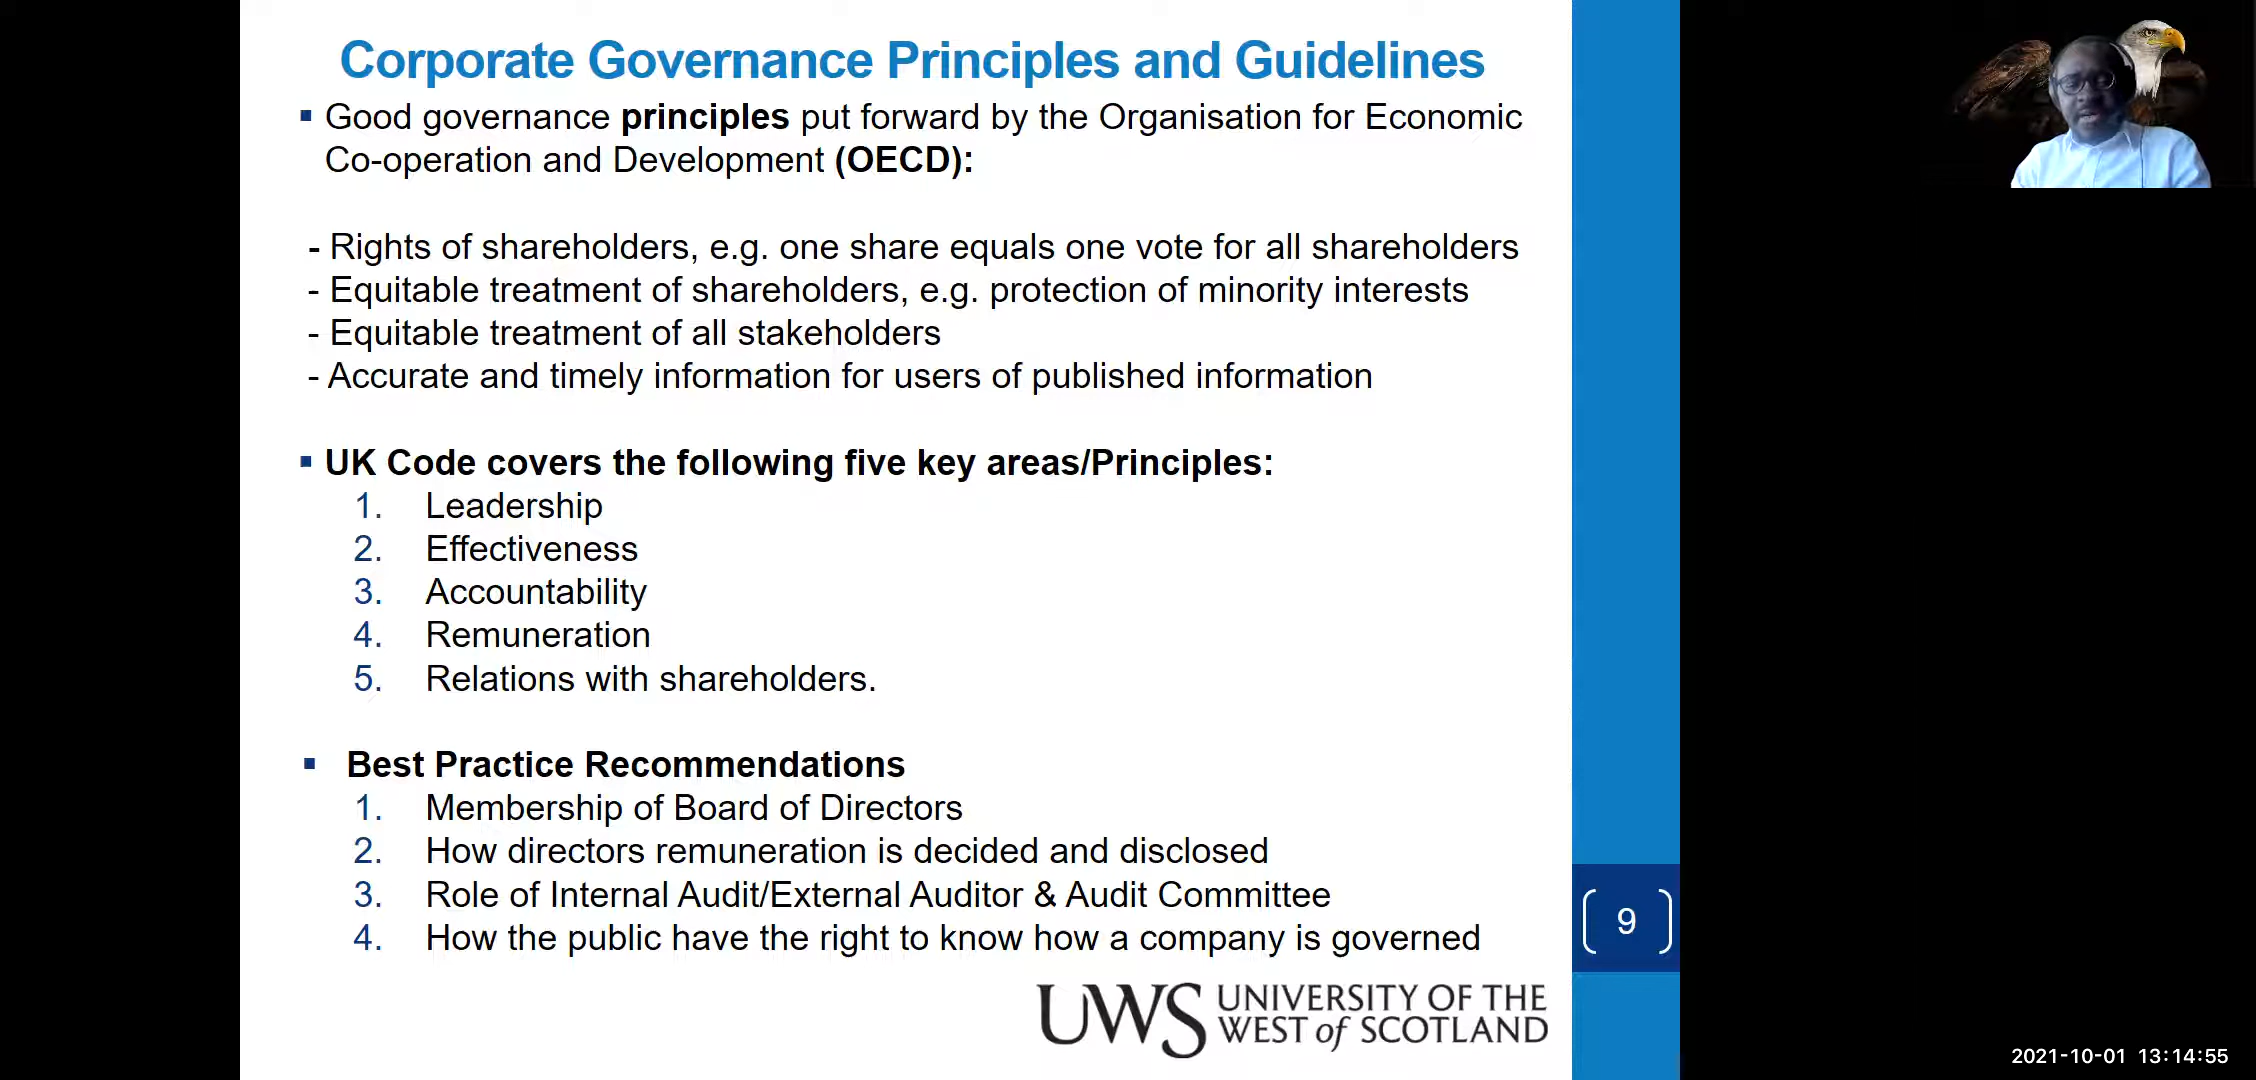 Corporate Governance Principles and Guidelines
▪ Good governance principles put forward by the Organisation for Economic
Co-operation and Development (OECD):
- Rights of shareholders, e.g. one share equals one vote for all shareholders
- Equitable treatment of shareholders, e.g. protection of minority interests
- Equitable treatment of all stakeholders
- Accurate and timely information for users of published information
▪ UK Code covers the following five key areas/Principles:
1. Leadership
2. Effectiveness
3. Accountability
4. Remuneration
5. Relations with shareholders.
▪ Best Practice Recommendations
1. Membership of Board of Directors
2. How directors remuneration is decided and disclosed
3. Role of Internal Audit/External Auditor & Audit Committee
4. How the public have the right to know how a company is governed
9
UWS UNIVERSITY OF THE
WEST of SCOTLAND
2021-10-01 13:14:55